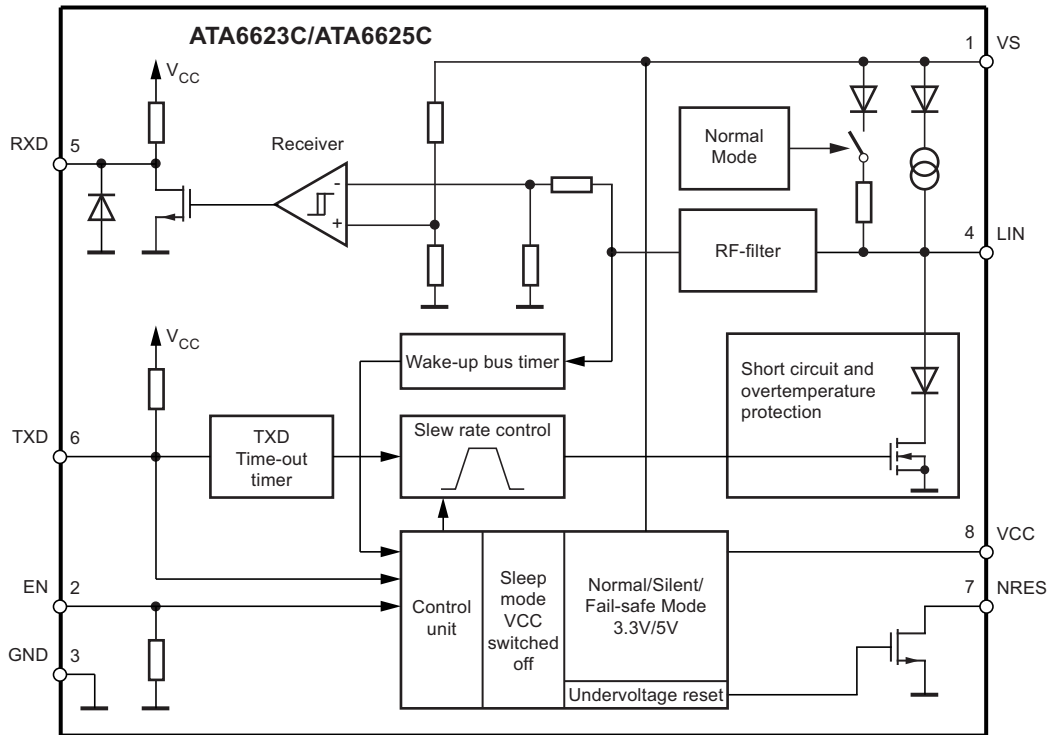 ATA6623C/ATA6625C
1
VS
VCC
RXD
5
Receiver
Normal
Mode
-
+
4
LIN
RF-filter
VCC
Wake-up bus timer
Short circuit and
overtemperature
protection
TXD
6
TXD
Time-out
timer
Slew rate control
8
VCC
EN
2
7
NRES
Control
unit
Sleep
mode
VCC
switched
off
Normal/Silent/
Fail-safe Mode
3.3V/5V
GND
3
Undervoltage reset